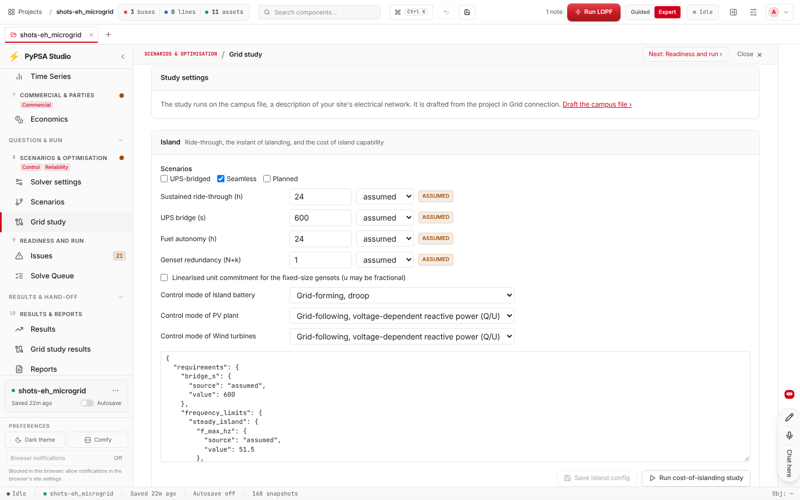 Projects / shots-eh_microgrid 3 buses 0 lines 11 assets Search components... ⌘ Ctrl K 1 note Run LOPF Guided Expert Idle A
shots-eh_microgrid × +
PyPSA Studio
Time Series
7 COMMERCIAL & PARTIES
Commercial
Economics
QUESTION & RUN
8 SCENARIOS & OPTIMISATION
Control Reliability
Solver settings
Scenarios
Grid study
9 READINESS AND RUN
Issues 21
Solve Queue
RESULTS & HAND-OFF
10 RESULTS & REPORTS
Results
Grid study results
Reports
shots-eh_microgrid ...
Saved 22m ago Autosave
PREFERENCES
Dark theme Comfy
Browser notifications Off
Blocked in this browser: allow notifications in the browser's site settings
SCENARIOS & OPTIMISATION / Grid study Next: Readiness and run › Close ×
Study settings
The study runs on the campus file, a description of your site's electrical network. It is drafted from the project in Grid connection. Draft the campus file ›
Island Ride-through, the instant of islanding, and the cost of island capability
Scenarios
UPS-bridged Seamless Planned
Sustained ride-through (h) 24 assumed ASSUMED
UPS bridge (s) 600 assumed ASSUMED
Fuel autonomy (h) 24 assumed ASSUMED
Genset redundancy (N+k) 1 assumed ASSUMED
Linearised unit commitment for the fixed-size gensets (u may be fractional)
Control mode of Island battery Grid-forming, droop
Control mode of PV plant Grid-following, voltage-dependent reactive power (Q/U)
Control mode of Wind turbines Grid-following, voltage-dependent reactive power (Q/U)
{
"requirements": {
"bridge_s": {
"source": "assumed",
"value": 600
},
"frequency_limits": {
"steady_island": {
"f_max_hz": {
"source": "assumed",
"value": 51.5
},
Save island config Run cost-of-islanding study
Chat here
Idle shots-eh_microgrid Saved 22m ago Autosave off 168 snapshots Obj: —